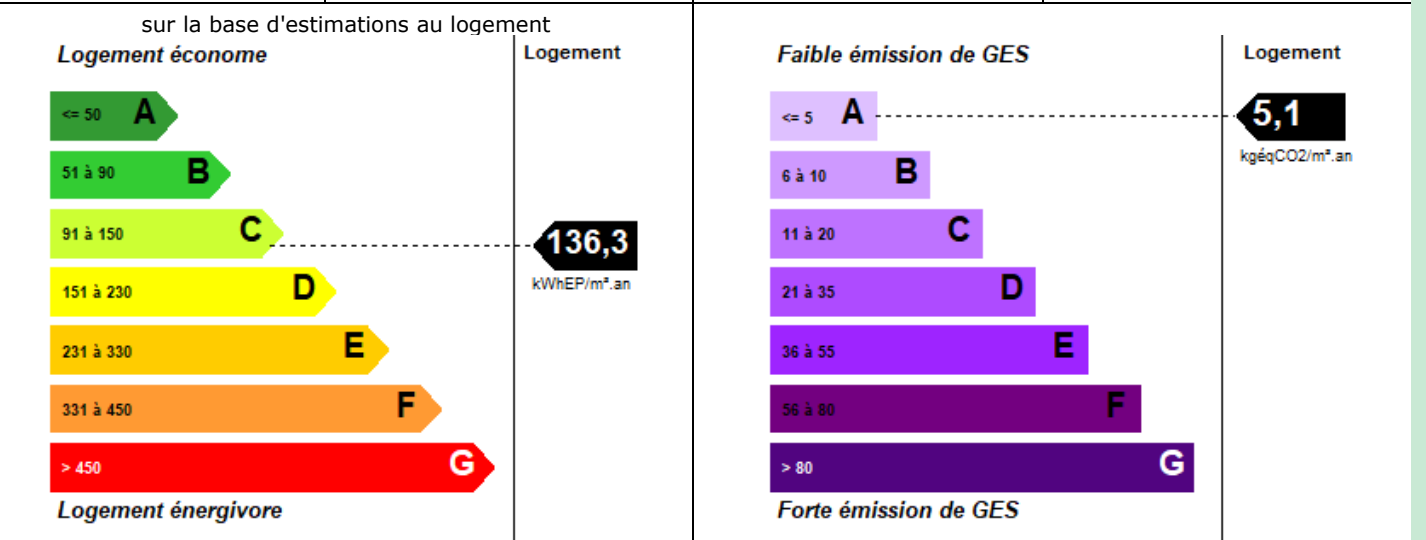 sur la base d'estimations au logement
Logement économe
Logement
<= 50 A
51 à 90 B
91 à 150 C
136,3
kWhEP/m².an
151 à 230 D
231 à 330 E
331 à 450 F
> 450 G
Logement énergivore
Faible émission de GES
Logement
<= 5 A
5,1
kgéqCO2/m².an
6 à 10 B
11 à 20 C
21 à 35 D
36 à 55 E
56 à 80 F
> 80 G
Forte émission de GES